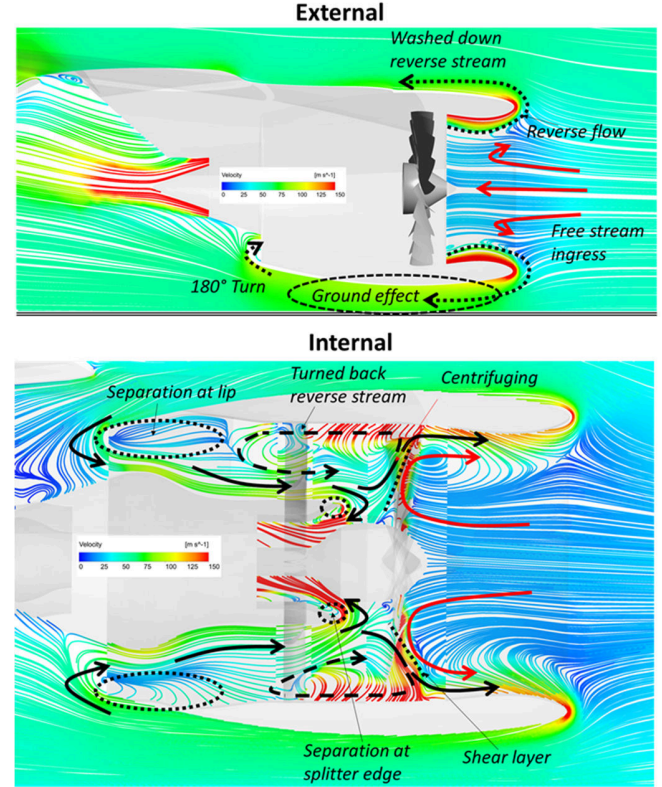 External
Washed down
reverse stream
Reverse flow
Velocity [m s^-1]
0 25 50 75 100 125 150
Free stream
ingress
180° Turn
Ground effect
Internal
Separation at lip
Turned back
reverse stream
Centrifuging
Velocity [m s^-1]
0 25 50 75 100 125 150
Separation at
splitter edge
Shear layer